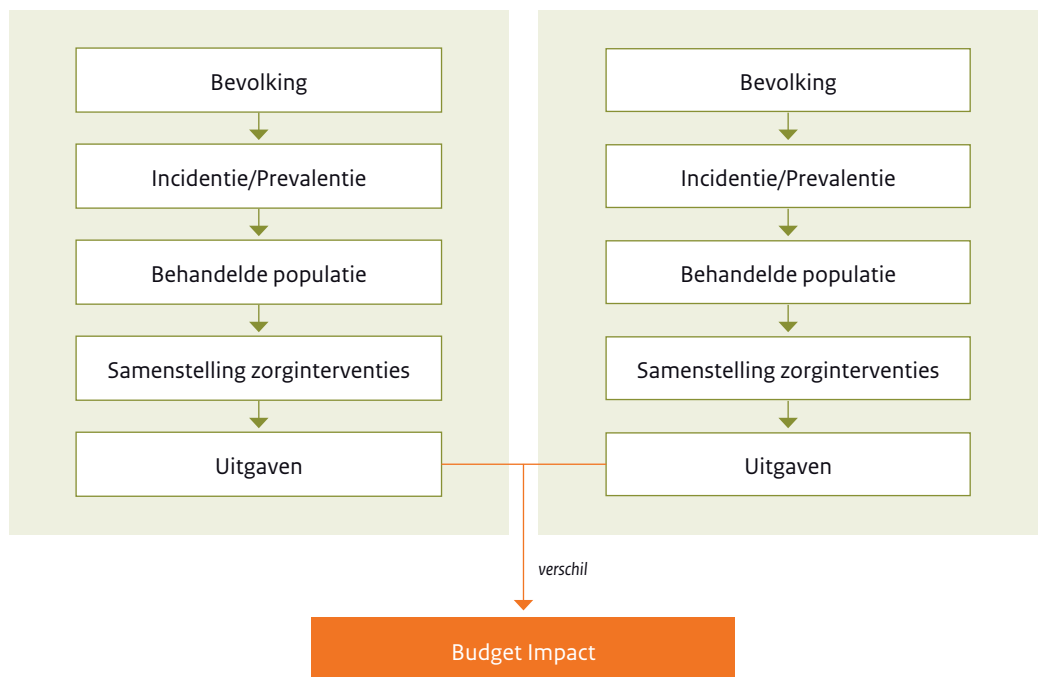 Bevolking
Incidentie/Prevalentie
Behandelde populatie
Samenstelling zorginterventies
Uitgaven
Bevolking
Incidentie/Prevalentie
Behandelde populatie
Samenstelling zorginterventies
Uitgaven
verschil
Budget Impact